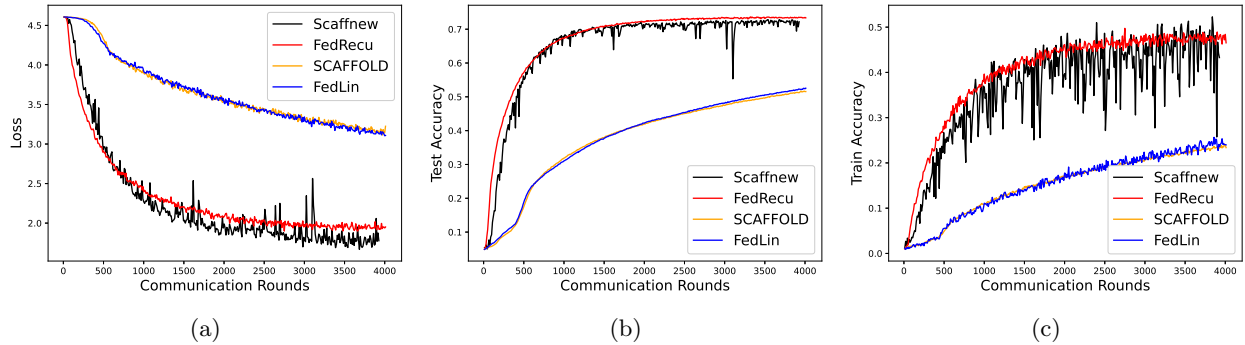 Loss
4.5
4.0
3.5
3.0
2.5
2.0
0 500 1000 1500 2000 2500 3000 3500 4000
Communication Rounds
Scaffnew
FedRecu
SCAFFOLD
FedLin
(a)
Test Accuracy
0.7
0.6
0.5
0.4
0.3
0.2
0.1
0 500 1000 1500 2000 2500 3000 3500 4000
Communication Rounds
Scaffnew
FedRecu
SCAFFOLD
FedLin
(b)
Train Accuracy
0.5
0.4
0.3
0.2
0.1
0.0
0 500 1000 1500 2000 2500 3000 3500 4000
Communication Rounds
Scaffnew
FedRecu
SCAFFOLD
FedLin
(c)